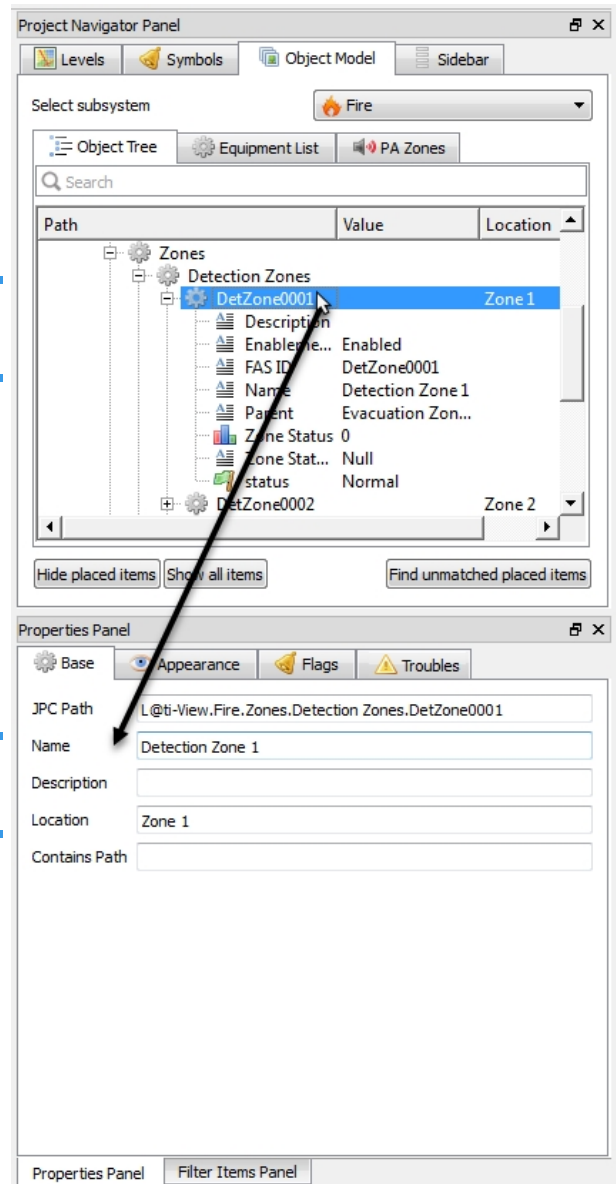 Project Navigator Panel
Levels Symbols Object Model Sidebar
Select subsystem Fire
Object Tree Equipment List PA Zones
Search
Path Value Location
Zones
Detection Zones
DetZone0001 Zone 1
Description
Enableme... Enabled
FAS ID DetZone0001
Name Detection Zone 1
Parent Evacuation Zon...
Zone Status 0
Zone Stat... Null
status Normal
DetZone0002 Zone 2
Hide placed items Show all items Find unmatched placed items
Properties Panel
Base Appearance Flags Troubles
JPC Path L@ti-View.Fire.Zones.Detection Zones.DetZone0001
Name Detection Zone 1
Description
Location Zone 1
Contains Path
Properties Panel Filter Items Panel